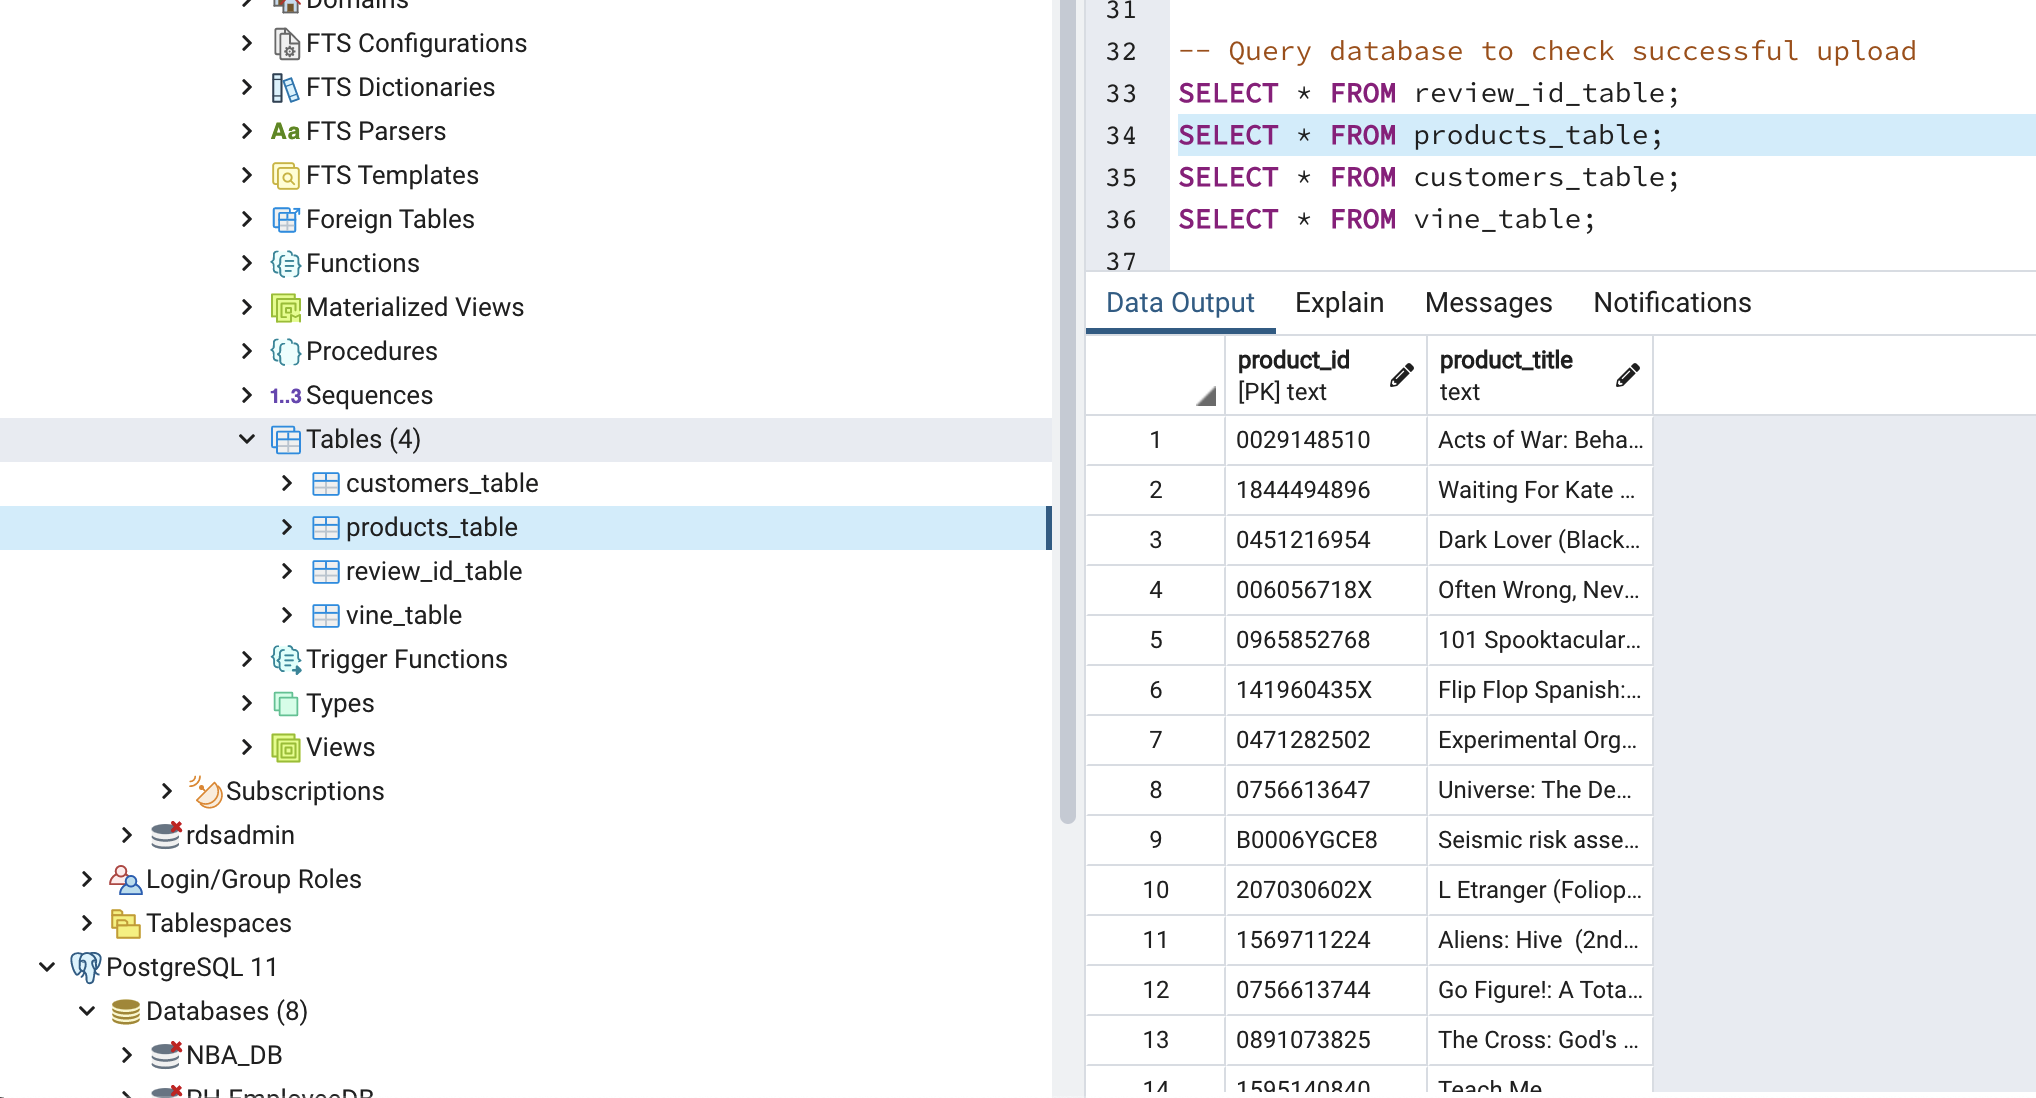 Domains
FTS Configurations
FTS Dictionaries
Aa FTS Parsers
FTS Templates
Foreign Tables
Functions
Materialized Views
Procedures
1..3 Sequences
Tables (4)
customers_table
products_table
review_id_table
vine_table
Trigger Functions
Types
Views
Subscriptions
rdsadmin
Login/Group Roles
Tablespaces
PostgreSQL 11
Databases (8)
NBA_DB
PH-EmployeeDB
31
32 -- Query database to check successful upload
33 SELECT * FROM review_id_table;
34 SELECT * FROM products_table;
35 SELECT * FROM customers_table;
36 SELECT * FROM vine_table;
37
Data Output Explain Messages Notifications
product_id product_title
[PK] text text
1 0029148510 Acts of War: Beha...
2 1844494896 Waiting For Kate ...
3 0451216954 Dark Lover (Black...
4 006056718X Often Wrong, Nev...
5 0965852768 101 Spooktacular...
6 141960435X Flip Flop Spanish:...
7 0471282502 Experimental Org...
8 0756613647 Universe: The De...
9 B0006YGCE8 Seismic risk asse...
10 207030602X L Etranger (Foliop...
11 1569711224 Aliens: Hive  (2nd...
12 0756613744 Go Figure!: A Tota...
13 0891073825 The Cross: God's ...
14 1595140840 Teach Me